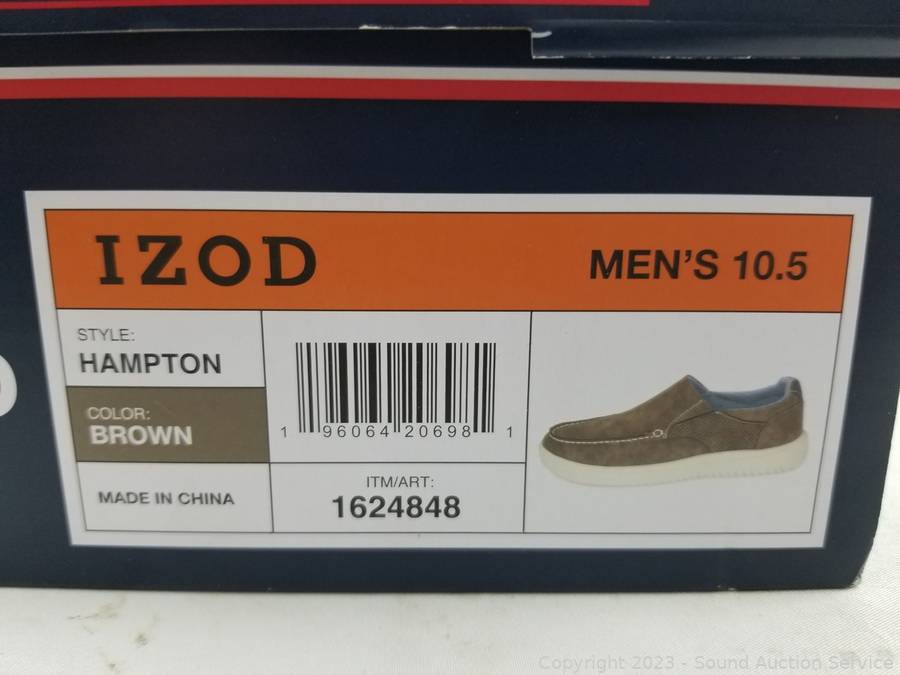 IZOD
MEN'S 10.5
STYLE:
HAMPTON
COLOR:
BROWN
MADE IN CHINA
1 96064 20698 1
ITM/ART:
1624848
Copyright 2023 - Sound Auction Service